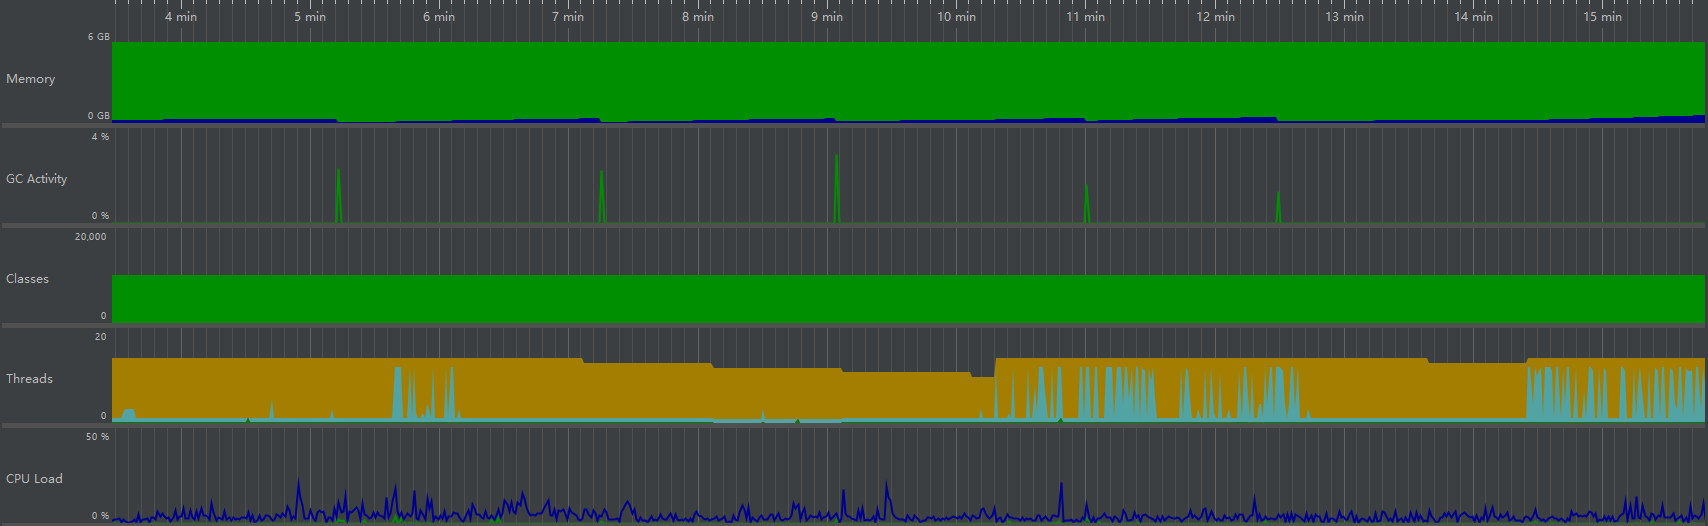 4 min 5 min 6 min 7 min 8 min 9 min 10 min 11 min 12 min 13 min 14 min 15 min
6 GB
Memory
0 GB
4 %
GC Activity
0 %
20,000
Classes
0
20
Threads
0
50 %
CPU Load
0 %